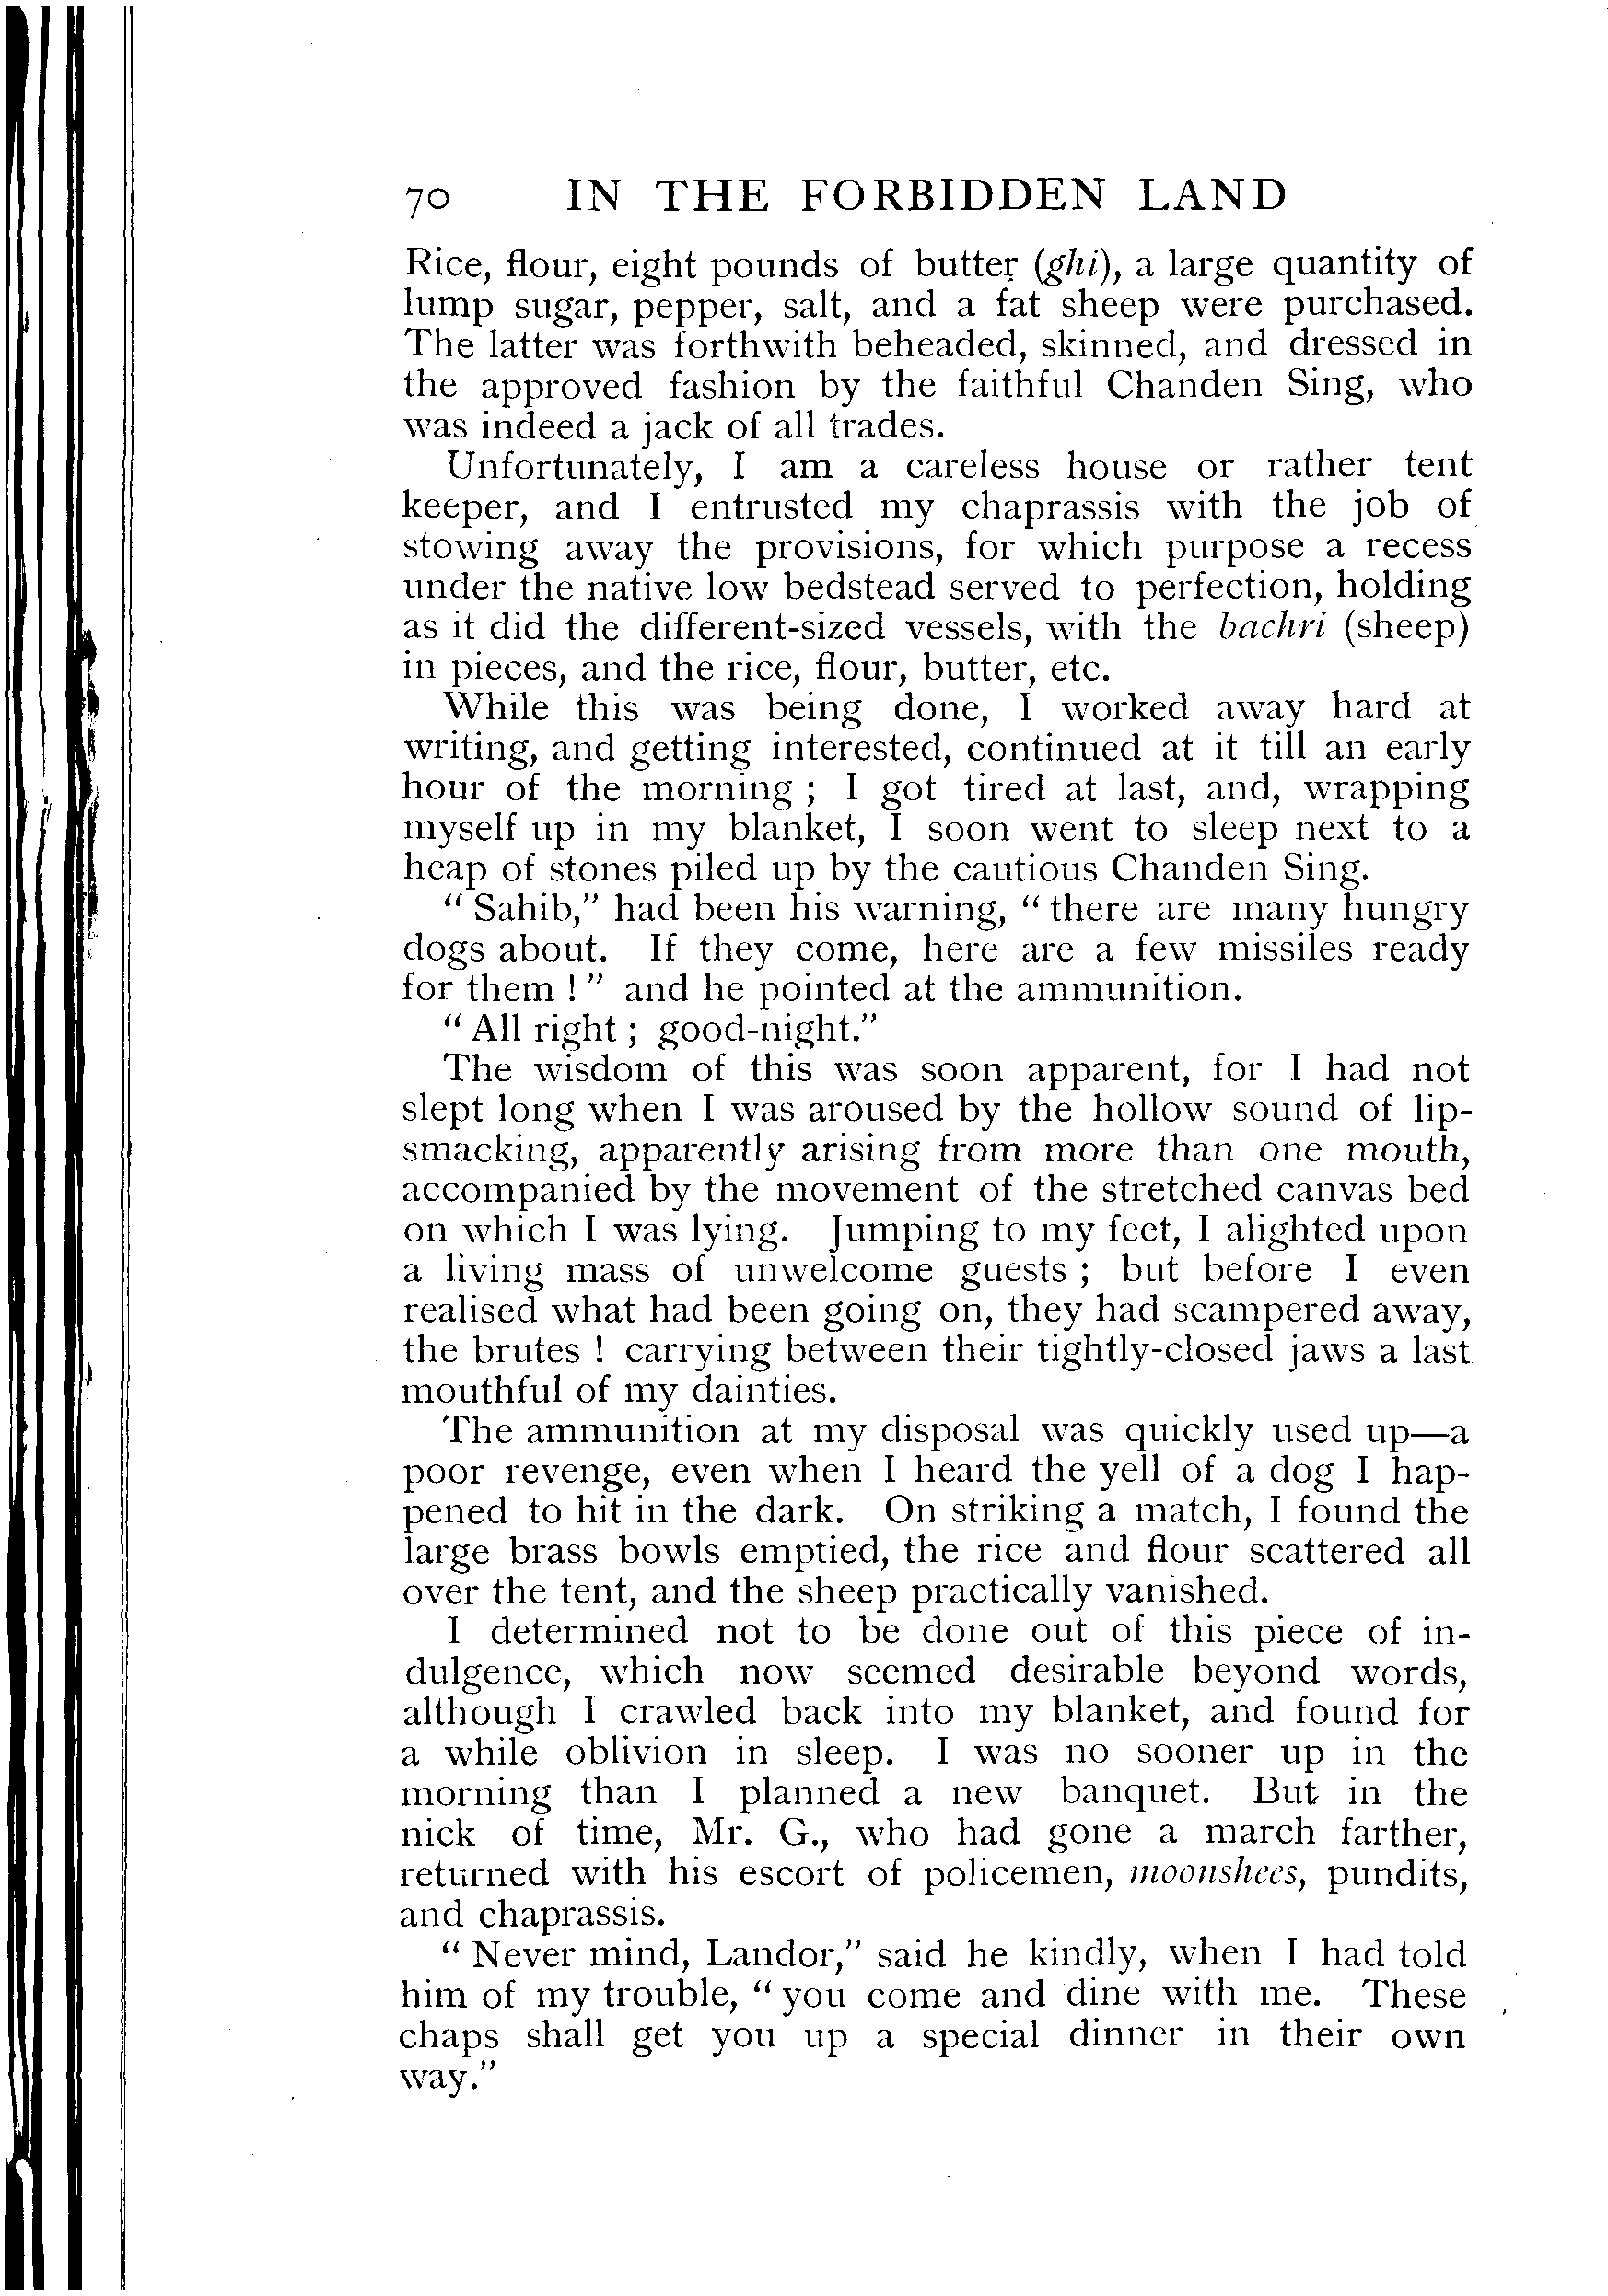 70 IN THE FORBIDDEN LAND
Rice, flour, eight pounds of butter (ghi), a large quantity of
lump sugar, pepper, salt, and a fat sheep were purchased.
The latter was forthwith beheaded, skinned, and dressed in
the approved fashion by the faithful Chanden Sing, who
was indeed a jack of all trades.
Unfortunately, I am a careless house or rather tent
keeper, and I entrusted my chaprassis with the job of
stowing away the provisions, for which purpose a recess
under the native low bedstead served to perfection, holding
as it did the different-sized vessels, with the bachri (sheep)
in pieces, and the rice, flour, butter, etc.
While this was being done, I worked away hard at
writing, and getting interested, continued at it till an early
hour of the morning ; I got tired at last, and, wrapping
myself up in my blanket, I soon went to sleep next to a
heap of stones piled up by the cautious Chanden Sing.
“ Sahib,” had been his warning, “ there are many hungry
dogs about. If they come, here are a few missiles ready
for them ! ” and he pointed at the ammunition.
“ All right ; good-night.”
The wisdom of this was soon apparent, for I had not
slept long when I was aroused by the hollow sound of lip-
smacking, apparently arising from more than one mouth,
accompanied by the movement of the stretched canvas bed
on which I was lying. Jumping to my feet, I alighted upon
a living mass of unwelcome guests ; but before I even
realised what had been going on, they had scampered away,
the brutes ! carrying between their tightly-closed jaws a last
mouthful of my dainties.
The ammunition at my disposal was quickly used up—a
poor revenge, even when I heard the yell of a dog I hap-
pened to hit in the dark. On striking a match, I found the
large brass bowls emptied, the rice and flour scattered all
over the tent, and the sheep practically vanished.
I determined not to be done out of this piece of in-
dulgence, which now seemed desirable beyond words,
although I crawled back into my blanket, and found for
a while oblivion in sleep. I was no sooner up in the
morning than I planned a new banquet. But in the
nick of time, Mr. G., who had gone a march farther,
returned with his escort of policemen, moonshees, pundits,
and chaprassis.
“ Never mind, Landor,” said he kindly, when I had told
him of my trouble, “ you come and dine with me. These
chaps shall get you up a special dinner in their own
way.”